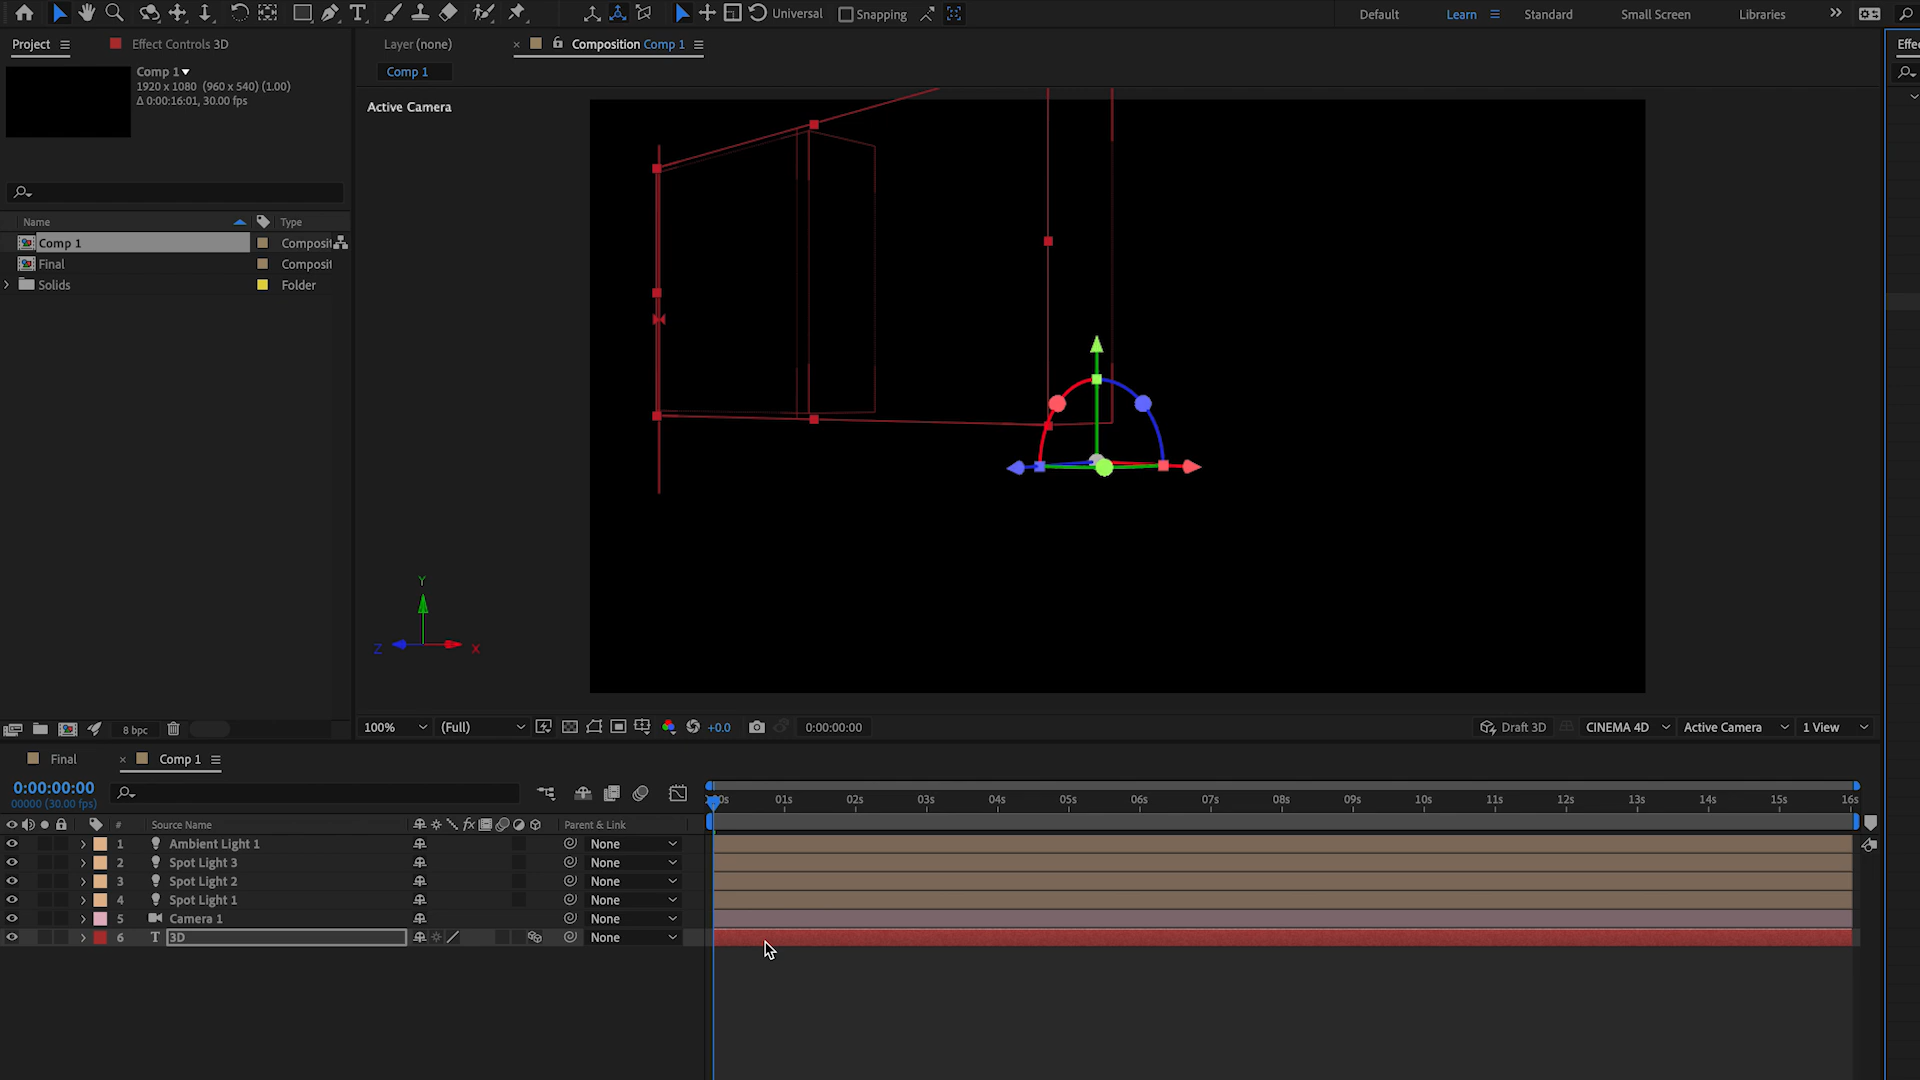 Universal Snapping Default Learn Standard Small Screen Libraries
Project Effect Controls 3D Layer (none) Composition Comp 1 Effec
Comp 1
1920 x 1080 (960 x 540) (1.00)
Δ 0:00:16:01, 30.00 fps
Comp 1
Active Camera
Name Type
Comp 1 Composit
Final Composit
Solids Folder
Y
Z X
8 bpc 100% (Full) +0.0 0:00:00:00 Draft 3D CINEMA 4D Active Camera 1 View
Final Comp 1
0:00:00:00
00000 (30.00 fps)
00s 01s 02s 03s 04s 05s 06s 07s 08s 09s 10s 11s 12s 13s 14s 15s 16s
# Source Name fx Parent & Link
1 Ambient Light 1 None
2 Spot Light 3 None
3 Spot Light 2 None
4 Spot Light 1 None
5 Camera 1 None
6 T 3D None